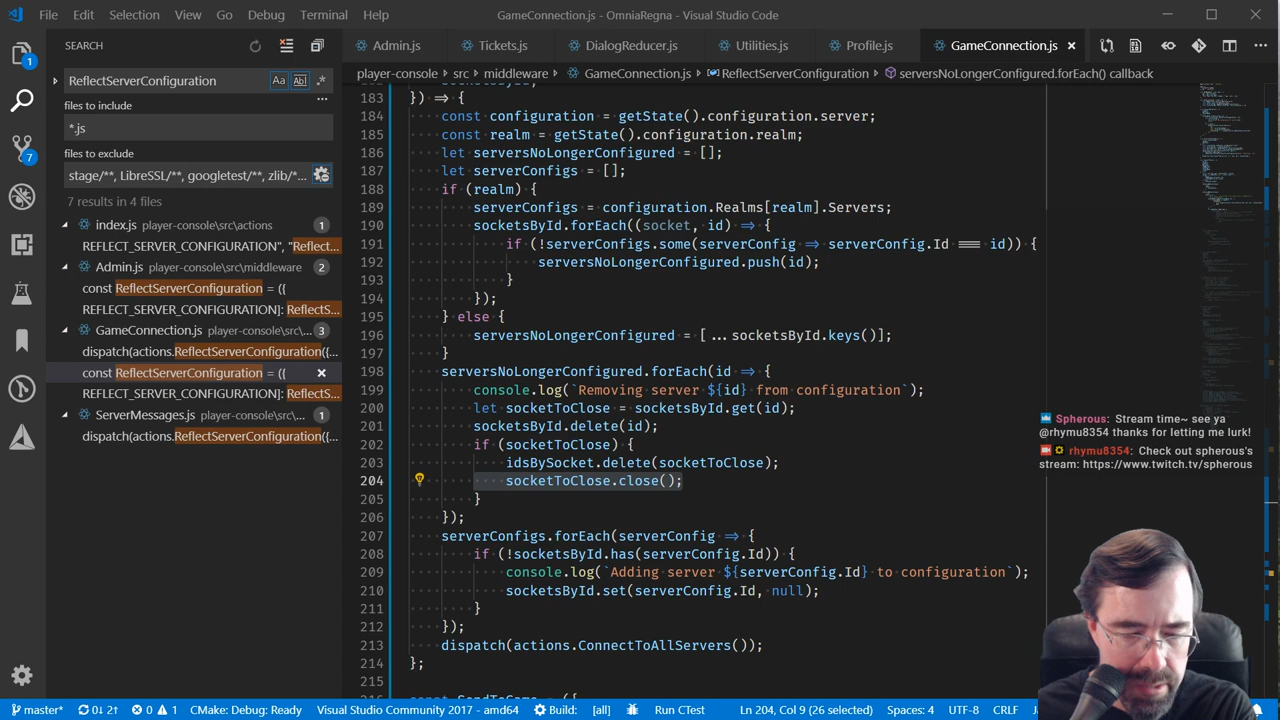 File Edit Selection View Go Debug Terminal Help GameConnection.js - OmniaRegna - Visual Studio Code
SEARCH
Admin.js Tickets.js DialogReducer.js Utilities.js Profile.js GameConnection.js
player-console › src › middleware › GameConnection.js › ReflectServerConfiguration › serversNoLongerConfigured.forEach() callback
ReflectServerConfiguration
files to include
*.js
files to exclude
stage/**, LibreSSL/**, googletest/**, zlib/*...
7 results in 4 files
index.js player-console\src\actions 1
REFLECT_SERVER_CONFIGURATION", "Reflect...
Admin.js player-console\src\middleware 2
const ReflectServerConfiguration = ({
REFLECT_SERVER_CONFIGURATION]: ReflectS...
GameConnection.js player-console\src\... 3
dispatch(actions.ReflectServerConfiguration({...
const ReflectServerConfiguration = ({
REFLECT_SERVER_CONFIGURATION]: ReflectS...
ServerMessages.js player-console\src\... 1
dispatch(actions.ReflectServerConfiguration({...
183 }) => {
184 const configuration = getState().configuration.server;
185 const realm = getState().configuration.realm;
186 let serversNoLongerConfigured = [];
187 let serverConfigs = [];
188 if (realm) {
189 serverConfigs = configuration.Realms[realm].Servers;
190 socketsById.forEach((socket, id) => {
191 if (!serverConfigs.some(serverConfig => serverConfig.Id === id)) {
192 serversNoLongerConfigured.push(id);
193 }
194 });
195 } else {
196 serversNoLongerConfigured = [...socketsById.keys()];
197 }
198 serversNoLongerConfigured.forEach(id => {
199 console.log(`Removing server ${id} from configuration`);
200 let socketToClose = socketsById.get(id);
201 socketsById.delete(id);
202 if (socketToClose) {
203 idsBySocket.delete(socketToClose);
204 socketToClose.close();
205 }
206 });
207 serverConfigs.forEach(serverConfig => {
208 if (!socketsById.has(serverConfig.Id)) {
209 console.log(`Adding server ${serverConfig.Id} to configuration`);
210 socketsById.set(serverConfig.Id, null);
211 }
212 });
213 dispatch(actions.ConnectToAllServers());
214 };
215
Spherous: Stream time~ see ya
@rhymu8354 thanks for letting me lurk!
rhymu8354: Check out spherous's
stream: https://www.twitch.tv/spherous
master* 0↓ 2↑ 0 1 CMake: Debug: Ready Visual Studio Community 2017 - amd64 Build: [all] Run CTest Ln 204, Col 9 (26 selected) Spaces: 4 UTF-8 CRLF